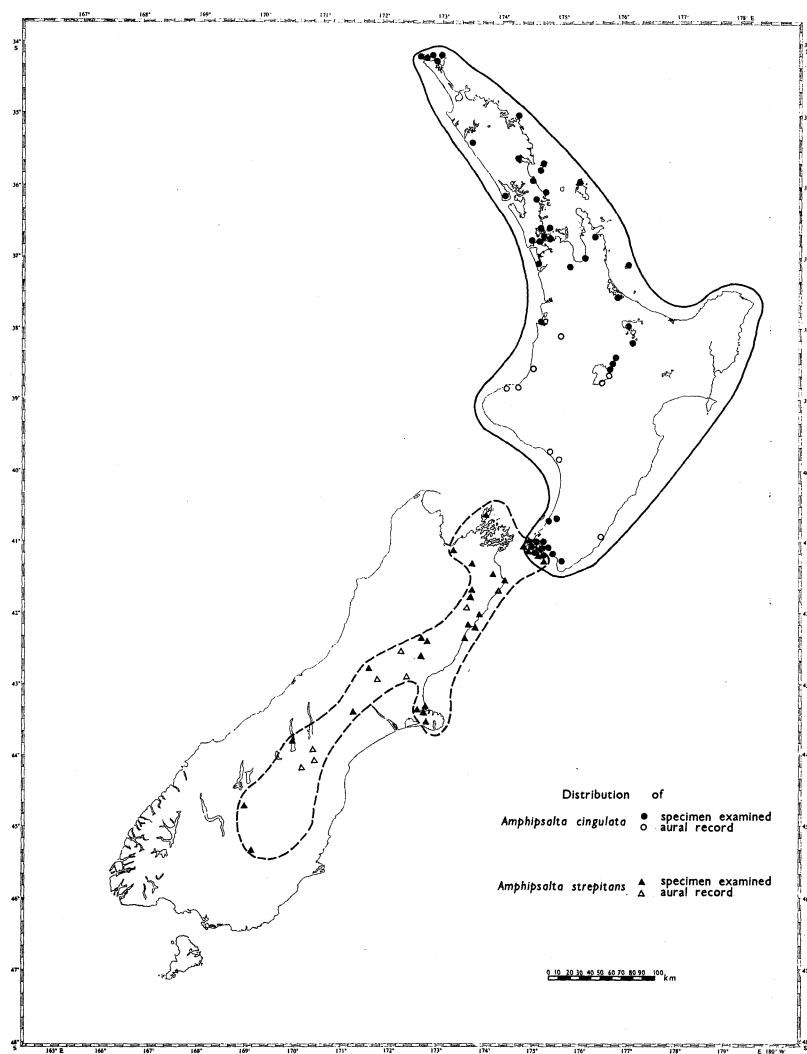 167° 168° 169° 170° 171° 172° 173° 174° 175° 176° 177° 178° E
34°
S
35°
36°
37°
38°
39°
40°
41°
42°
43°
44°
45°
46°
47°
48°
S
Distribution of
Amphipsalta cingulata ● specimen examined
○ aural record
Amphipsalta strepitans ▲ specimen examined
△ aural record
0 10 20 30 40 50 60 70 80 90 100 km
165° E 166° 167° 168° 169° 170° 171° 172° 173° 174° 175° 176° 177° 178° 179° E 180° W